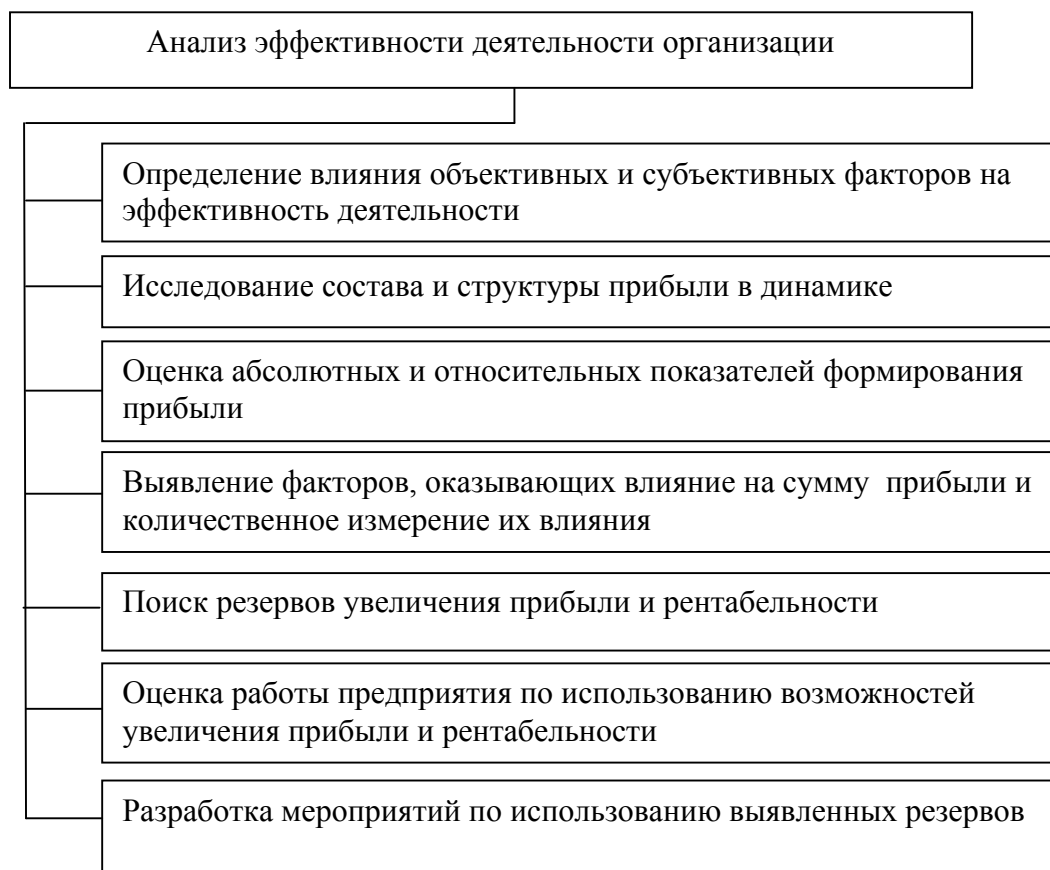 Анализ эффективности деятельности организации
Определение влияния объективных и субъективных факторов на
эффективность деятельности
Исследование состава и структуры прибыли в динамике
Оценка абсолютных и относительных показателей формирования
прибыли
Выявление факторов, оказывающих влияние на сумму  прибыли и
количественное измерение их влияния
Поиск резервов увеличения прибыли и рентабельности
Оценка работы предприятия по использованию возможностей
увеличения прибыли и рентабельности
Разработка мероприятий по использованию выявленных резервов